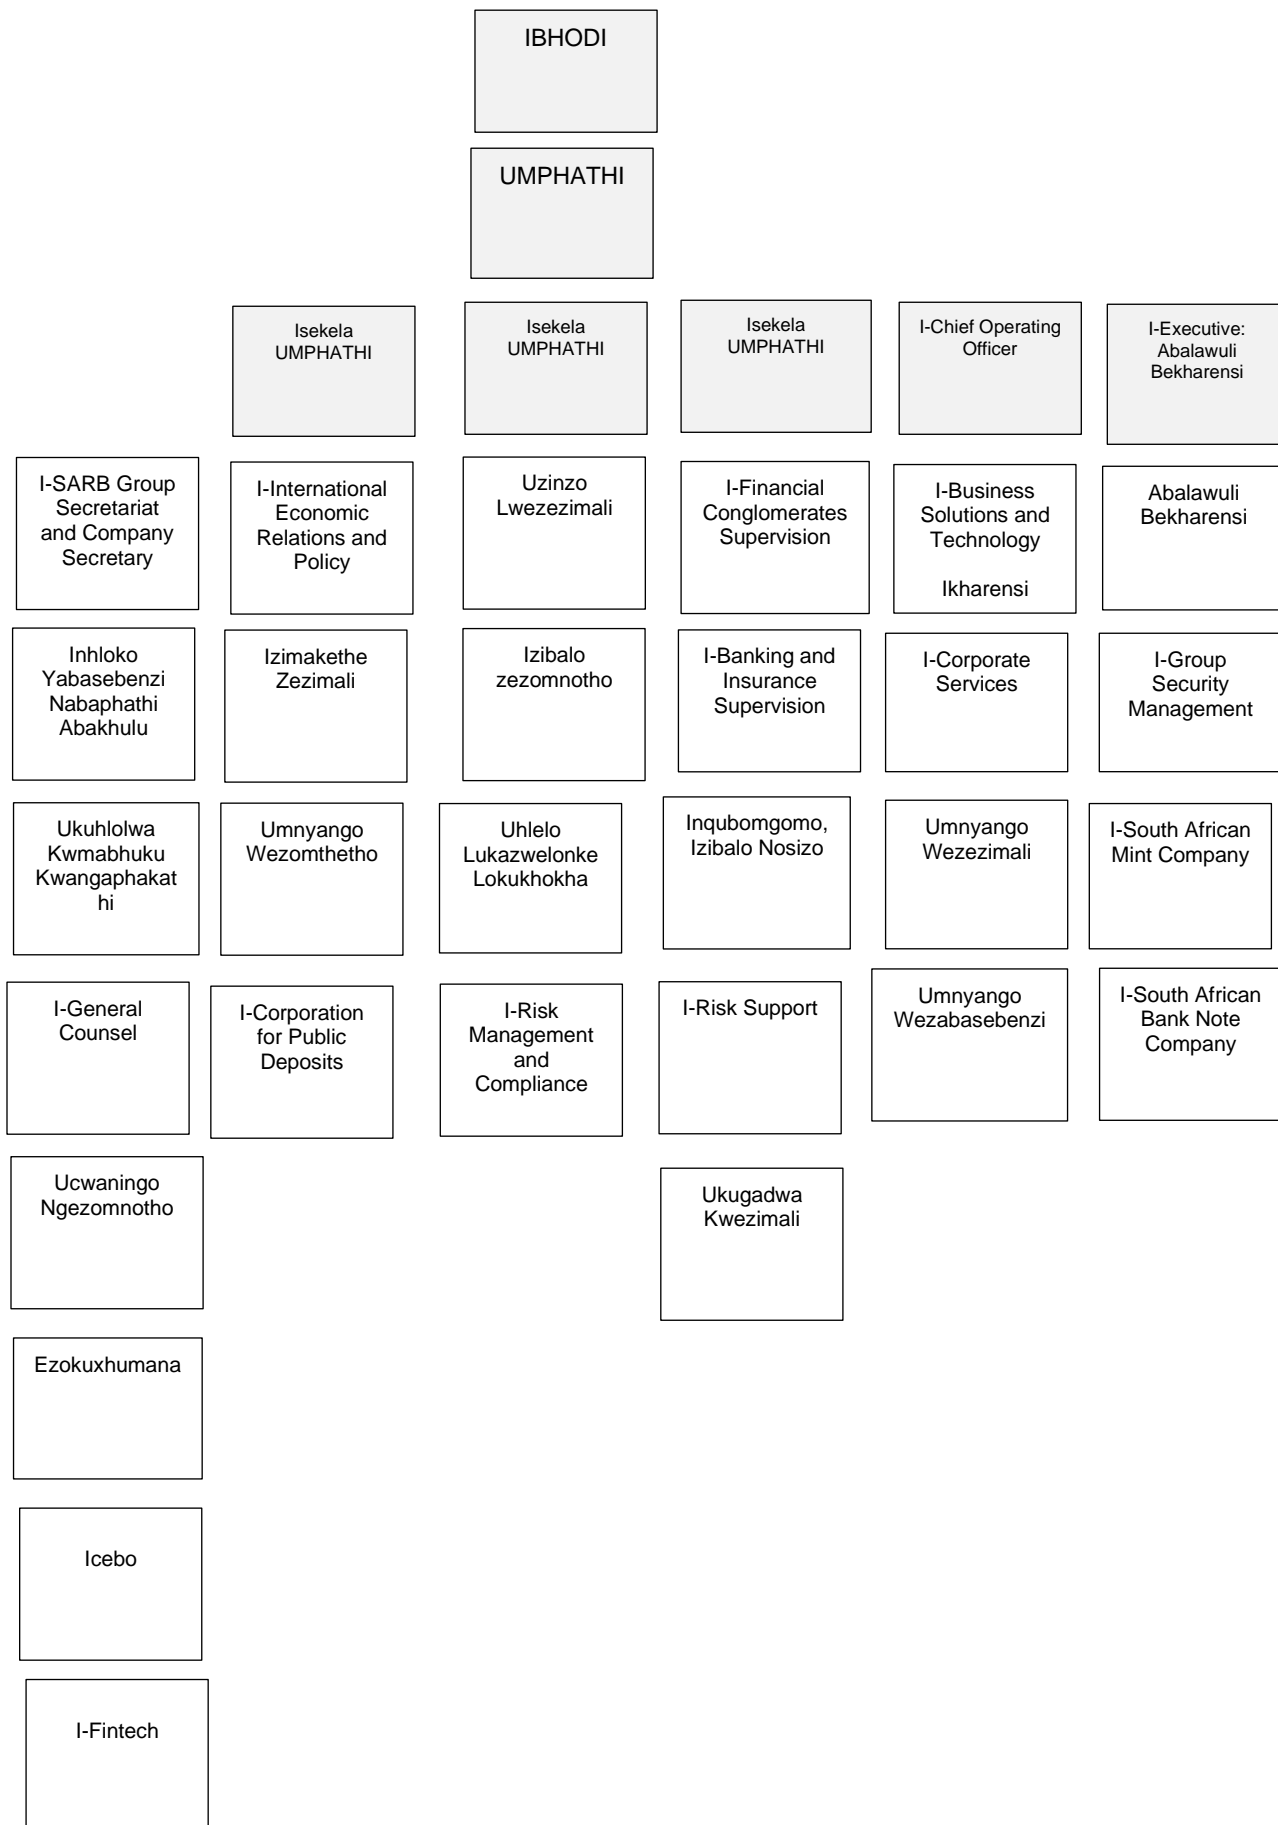 IBHODI
UMPHATHI
Isekela
UMPHATHI
Isekela
UMPHATHI
Isekela
UMPHATHI
I-Chief Operating
Officer
I-Executive:
Abalawuli
Bekharensi
I-SARB Group
Secretariat
and Company
Secretary
I-International
Economic
Relations and
Policy
Uzinzo
Lwezezimali
I-Financial
Conglomerates
Supervision
I-Business
Solutions and
Technology
Ikharensi
Abalawuli
Bekharensi
Inhloko
Yabasebenzi
Nabaphathi
Abakhulu
Izimakethe
Zezimali
Izibalo
zezomnotho
I-Banking and
Insurance
Supervision
I-Corporate
Services
I-Group
Security
Management
Ukuhlolwa
Kwmabhuku
Kwangaphakat
hi
Umnyango
Wezomthetho
Uhlelo
Lukazwelonke
Lokukhokha
Inqubomgomo,
Izibalo Nosizo
Umnyango
Wezezimali
I-South African
Mint Company
I-General
Counsel
I-Corporation
for Public
Deposits
I-Risk
Management
and
Compliance
I-Risk Support
Umnyango
Wezabasebenzi
I-South African
Bank Note
Company
Ucwaningo
Ngezomnotho
Ukugadwa
Kwezimali
Ezokuxhumana
Icebo
I-Fintech